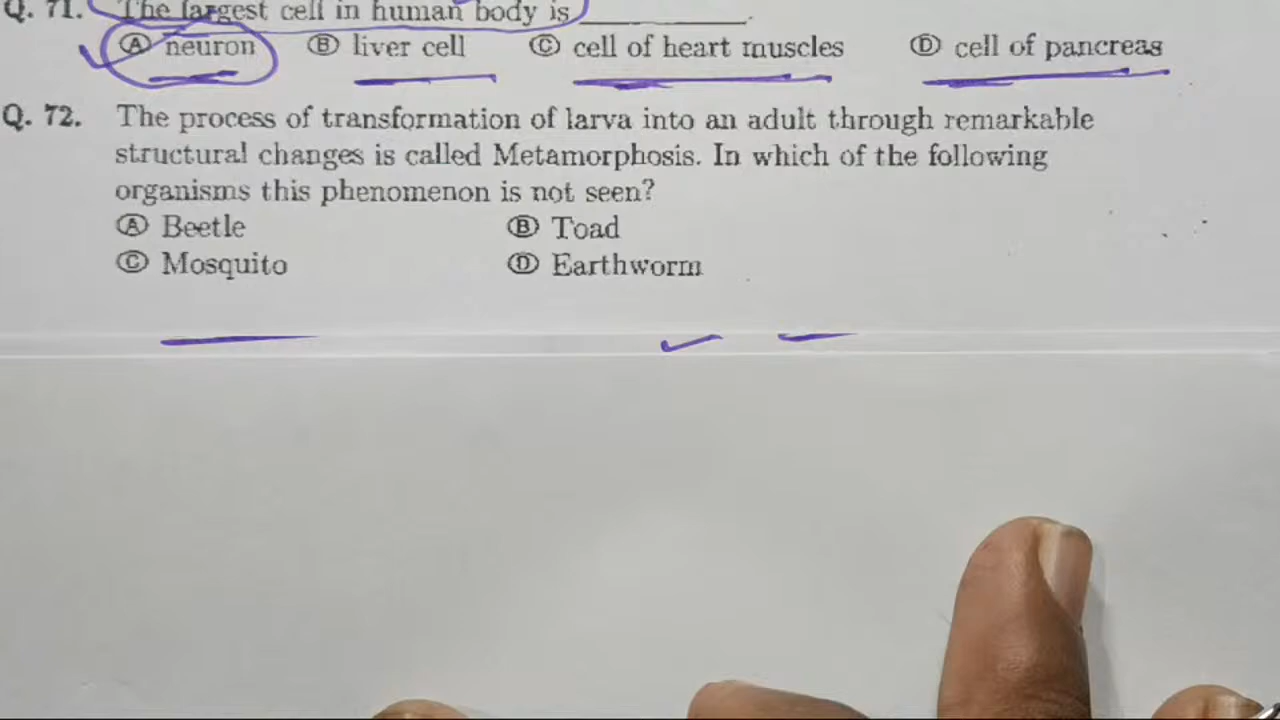 Q. 71. The largest cell in human body is ____________.
Ⓐ neuron Ⓑ liver cell Ⓒ cell of heart muscles Ⓓ cell of pancreas
Q. 72. The process of transformation of larva into an adult through remarkable
structural changes is called Metamorphosis. In which of the following
organisms this phenomenon is not seen?
Ⓐ Beetle Ⓑ Toad
Ⓒ Mosquito Ⓓ Earthworm